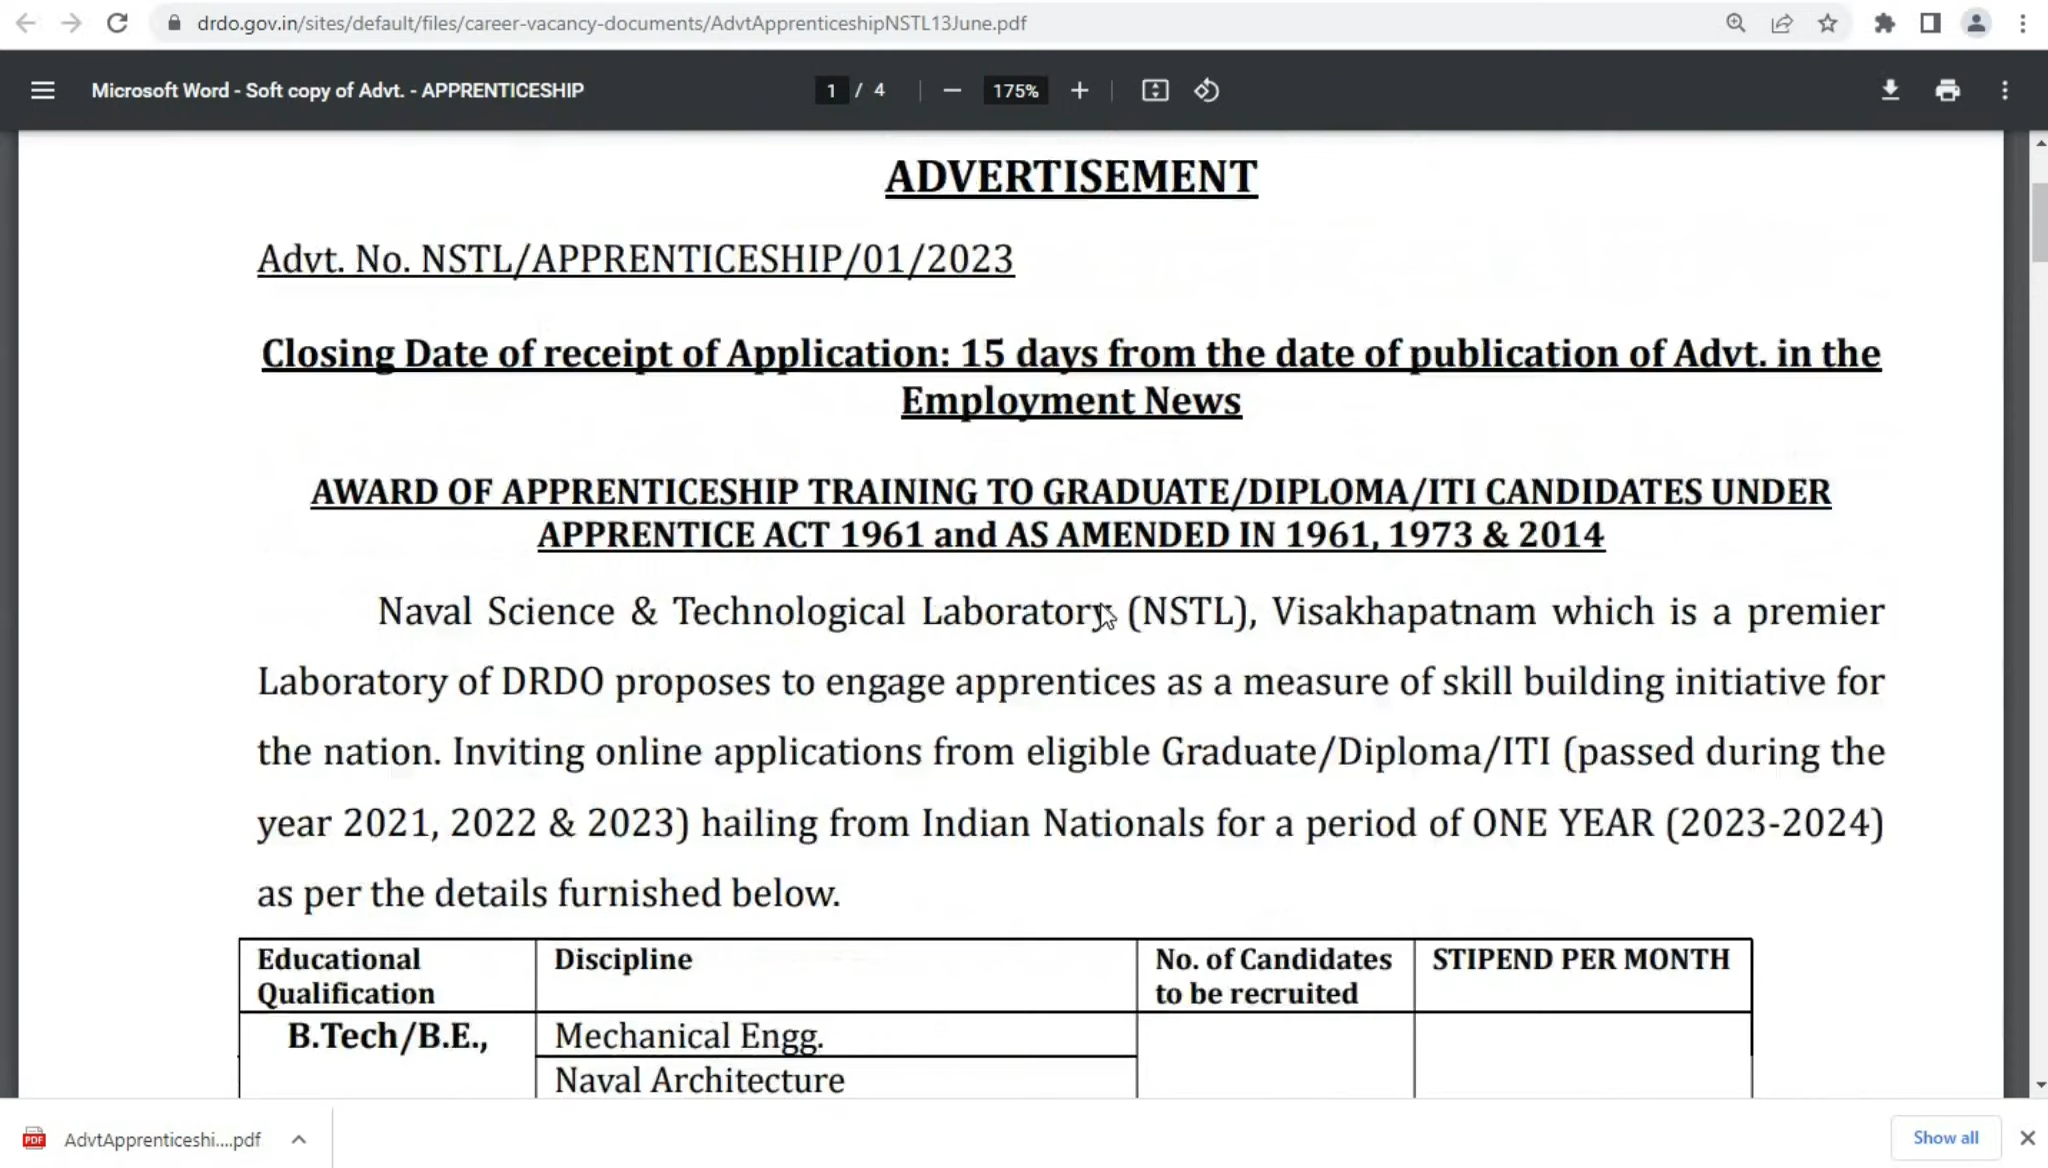 drdo.gov.in/sites/default/files/career-vacancy-documents/AdvtApprenticeshipNSTL13June.pdf
Microsoft Word - Soft copy of Advt. - APPRENTICESHIP
1 / 4
175%
ADVERTISEMENT
Advt. No. NSTL/APPRENTICESHIP/01/2023
Closing Date of receipt of Application: 15 days from the date of publication of Advt. in the
Employment News
AWARD OF APPRENTICESHIP TRAINING TO GRADUATE/DIPLOMA/ITI CANDIDATES UNDER
APPRENTICE ACT 1961 and AS AMENDED IN 1961, 1973 & 2014
Naval Science & Technological Laboratory (NSTL), Visakhapatnam which is a premier
Laboratory of DRDO proposes to engage apprentices as a measure of skill building initiative for
the nation. Inviting online applications from eligible Graduate/Diploma/ITI (passed during the
year 2021, 2022 & 2023) hailing from Indian Nationals for a period of ONE YEAR (2023-2024)
as per the details furnished below.
Educational Qualification
Discipline
No. of Candidates to be recruited
STIPEND PER MONTH
B.Tech/B.E.,
Mechanical Engg.
Naval Architecture
PDF
AdvtApprenticeshi....pdf
Show all